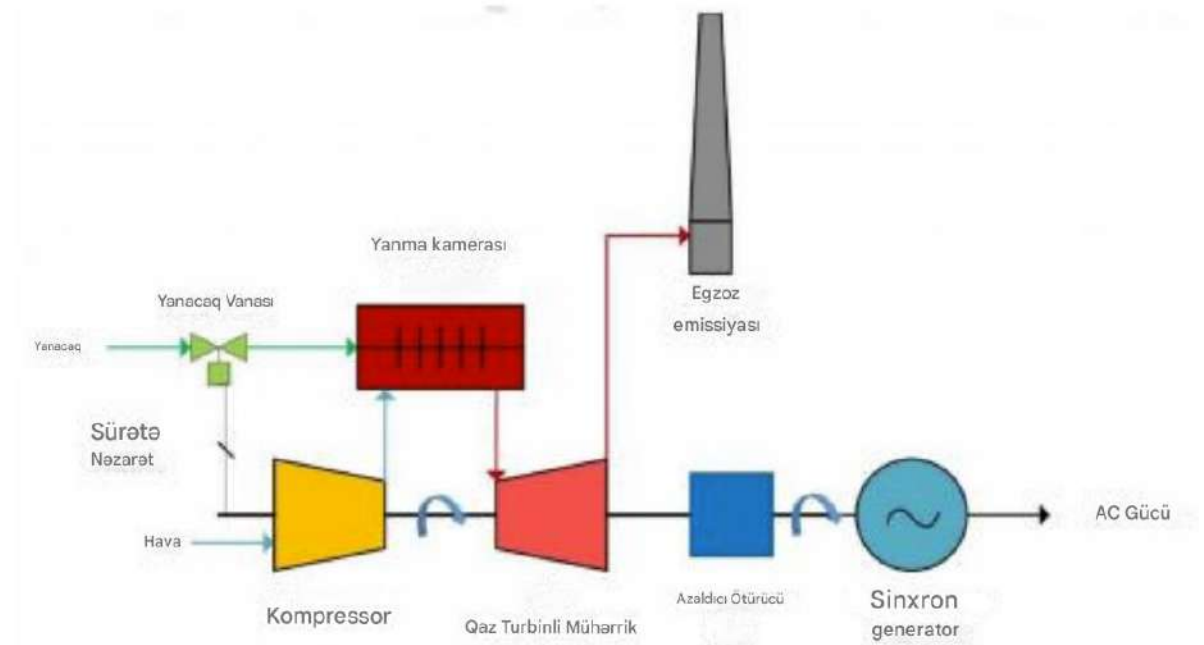 Yanma kamerası
Yanacaq Vanası
Egzoz
emissiyası
Yanacaq
Sürətə
Nəzarət
Hava
AC Gücü
Kompressor
Qaz Turbinli Mühərrik
Azaldıcı Ötürücü
Sinxron
generator